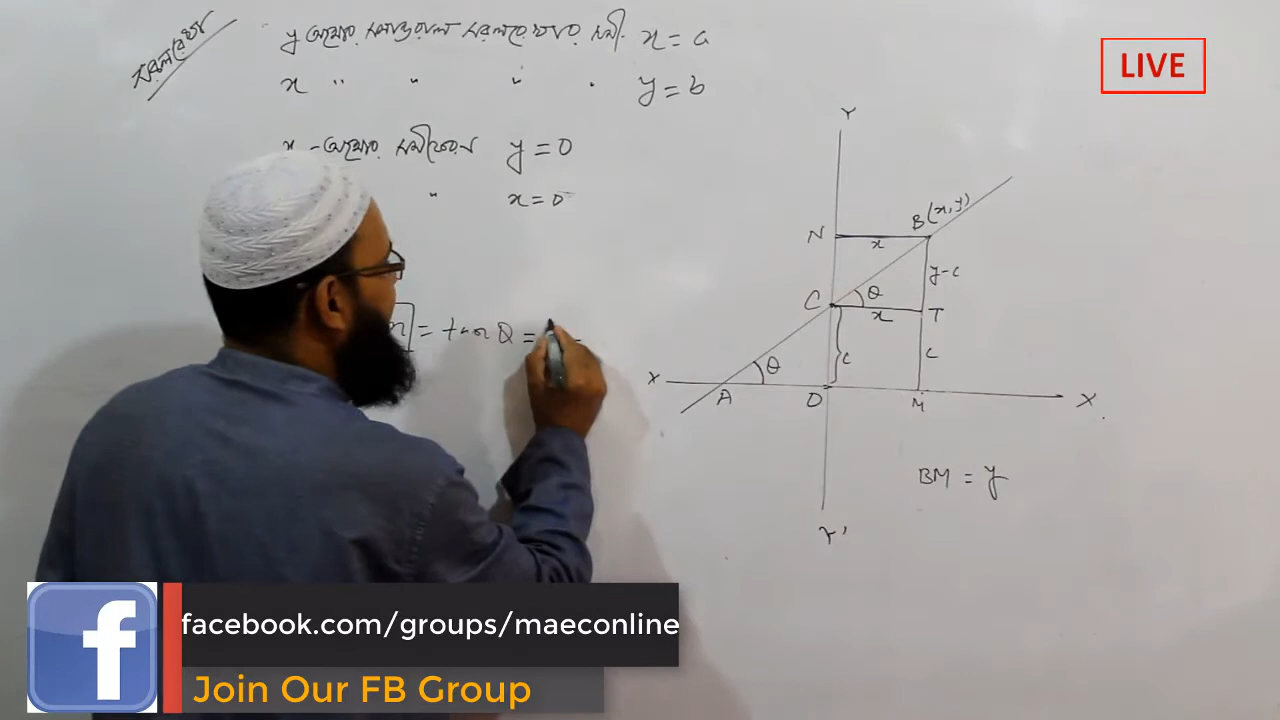 সরলরেখা
y অক্ষের সমান্তরাল সরলরেখার সমী. x = a
x " " " . y = b
x - অক্ষের সমীকরণ y = 0
" x = 0
m = tan θ =
LIVE
Y
N x B (x, y)
y-c
C θ x T
θ c c
X A O M X
BM = y
Y'
facebook.com/groups/maeconline
Join Our FB Group